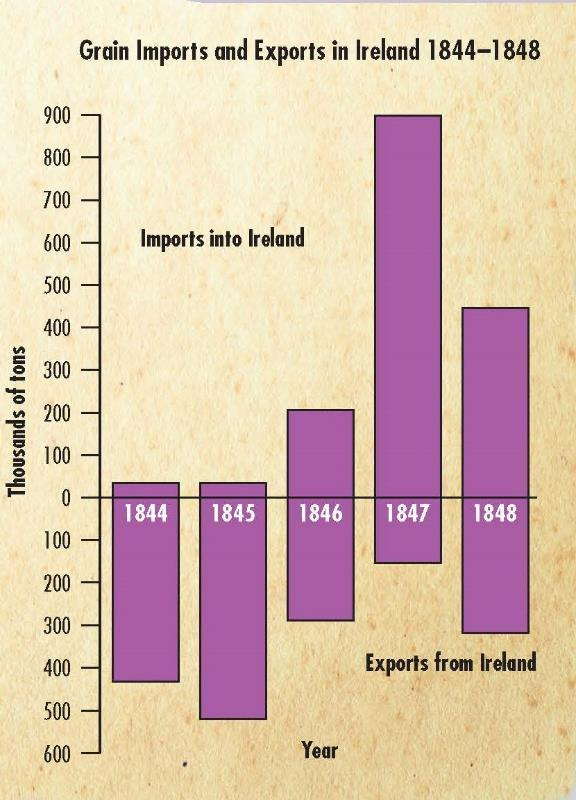 Grain Imports and Exports in Ireland 1844–1848
900
800
700
600
500
400
300
200
100
0
100
200
300
400
500
600
Thousands of tons
Imports into Ireland
1844 1845 1846 1847 1848
Exports from Ireland
Year